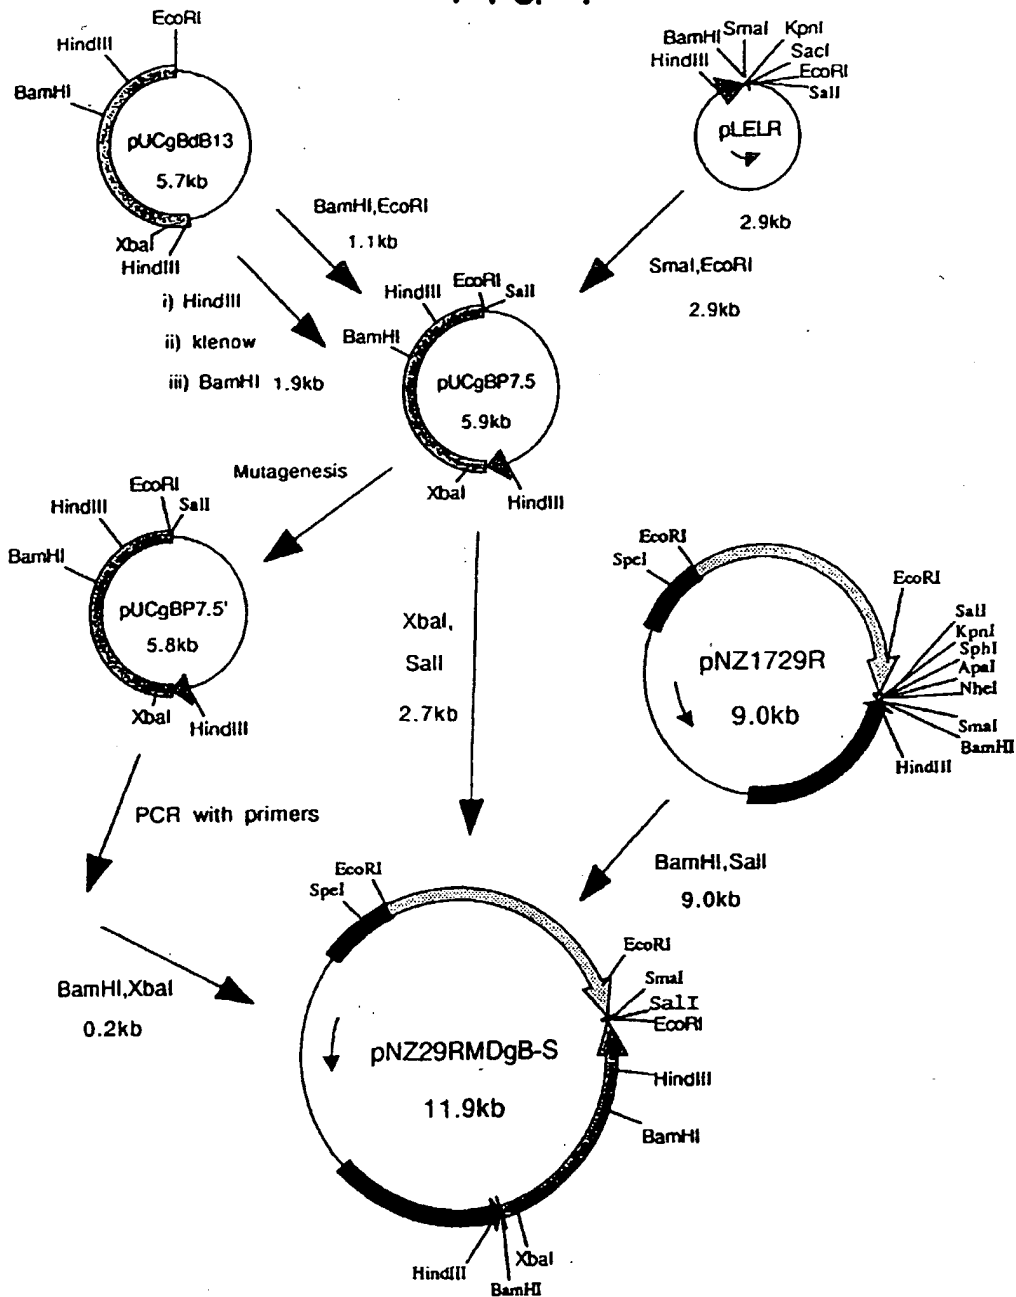 EcoRI
HindIII
BamHI
pUCgBdB13
5.7kb
XbaI
HindIII
BamHI
SmaI
KpnI
HindIII
SacI
EcoRI
SalI
pLELR
2.9kb
BamHI,EcoRI
1.1kb
SmaI,EcoRI
2.9kb
i) HindIII
ii) klenow
iii) BamHI 1.9kb
EcoRI
HindIII
SalI
BamHI
pUCgBP7.5
5.9kb
XbaI
HindIII
Mutagenesis
EcoRI
HindIII
SalI
BamHI
pUCgBP7.5'
5.8kb
XbaI
HindIII
XbaI,
SalI
2.7kb
EcoRI
SpeI
EcoRI
SalI
KpnI
SphI
ApaI
NheI
SmaI
BamHI
HindIII
pNZ1729R
9.0kb
PCR with primers
BamHI,SalI
9.0kb
BamHI,XbaI
0.2kb
EcoRI
SpeI
EcoRI
SmaI
SalI
EcoRI
HindIII
BamHI
pNZ29RMDgB-S
11.9kb
HindIII
XbaI
BamHI